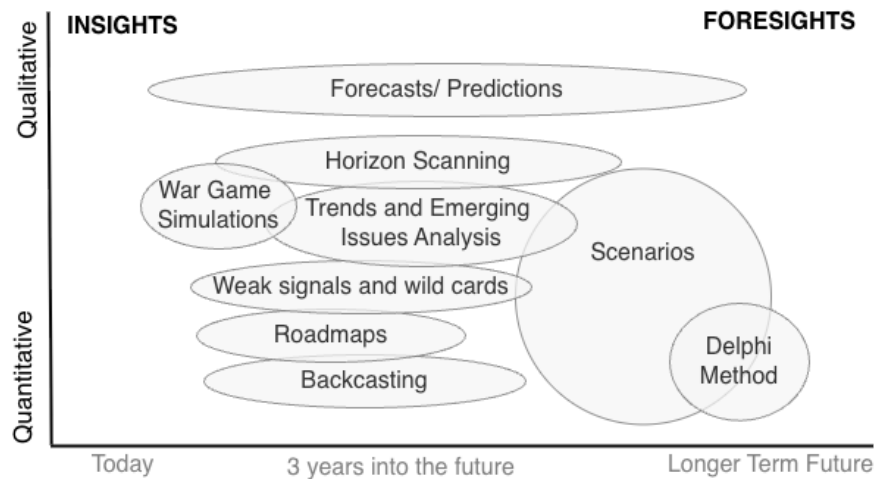 INSIGHTS
FORESIGHTS
Qualitative
Forecasts/ Predictions
Horizon Scanning
War Game
Simulations
Trends and Emerging
Issues Analysis
Scenarios
Weak signals and wild cards
Roadmaps
Delphi
Method
Backcasting
Quantitative
Today
3 years into the future
Longer Term Future